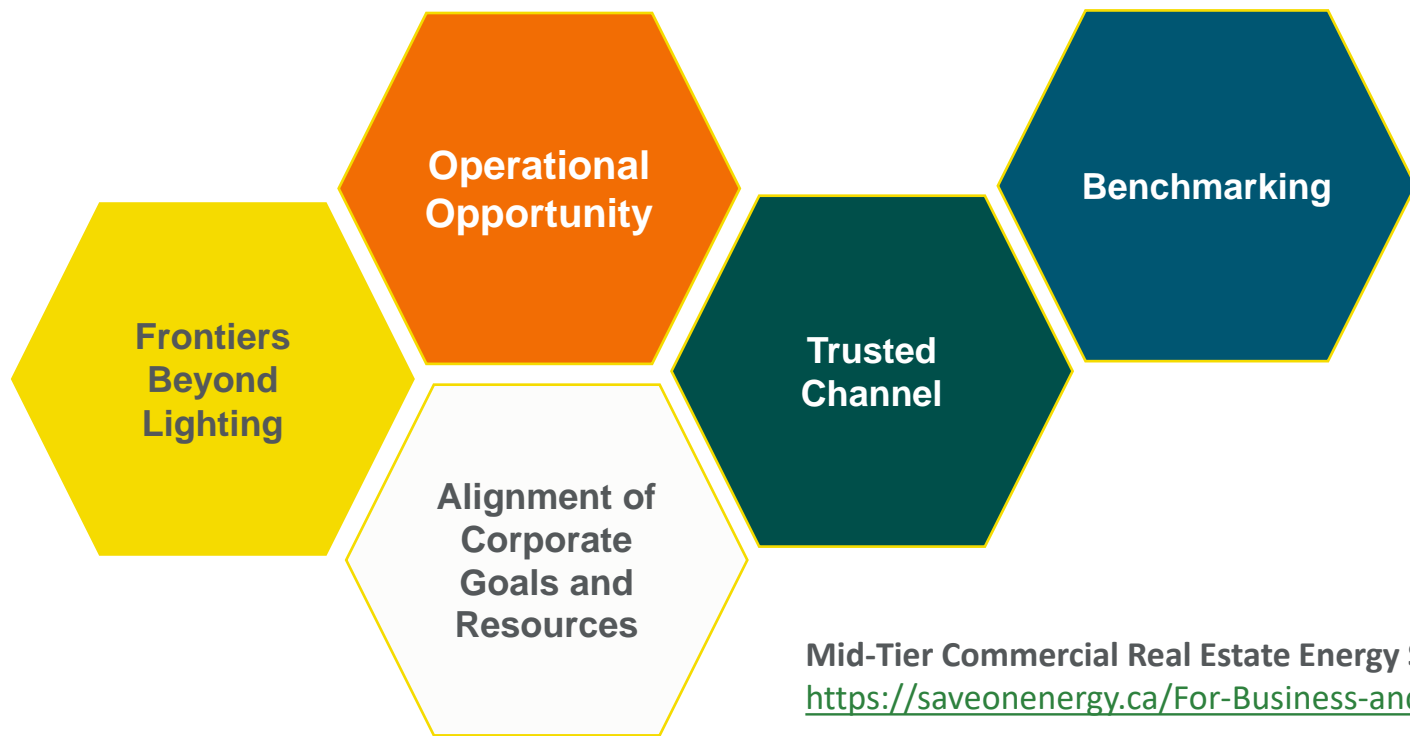 Operational
Opportunity
Benchmarking
Frontiers
Beyond
Lighting
Trusted
Channel
Alignment of
Corporate
Goals and
Resources
Mid-Tier Commercial Real Estate Energy
https://saveonenergy.ca/For-Business-and